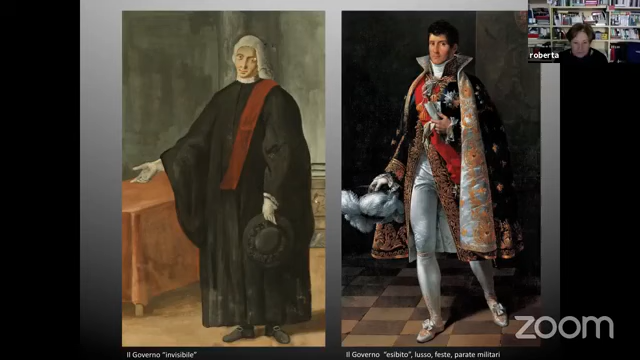 roberta
Il Governo "invisibile"
Il Governo "esibito", lusso, feste, parate militari
zoom